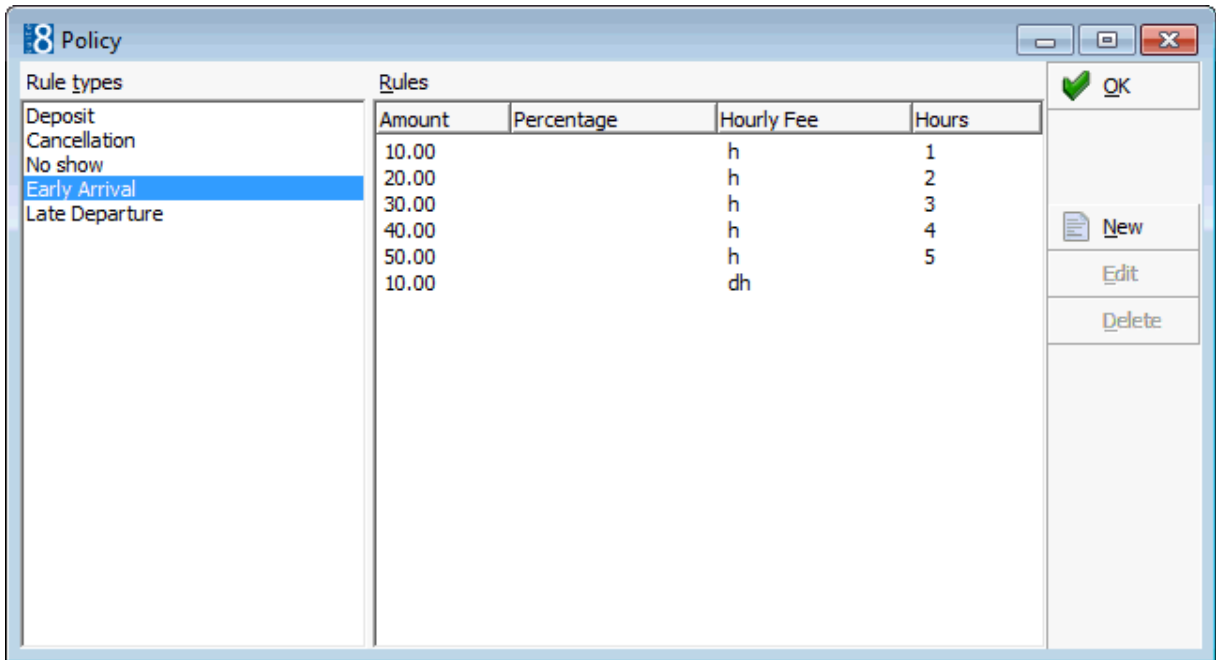 8 Policy
Rule types
Deposit
Cancellation
No show
Early Arrival
Late Departure
Rules
Amount Percentage Hourly Fee Hours
10.00 h 1
20.00 h 2
30.00 h 3
40.00 h 4
50.00 h 5
10.00 dh
OK
New
Edit
Delete